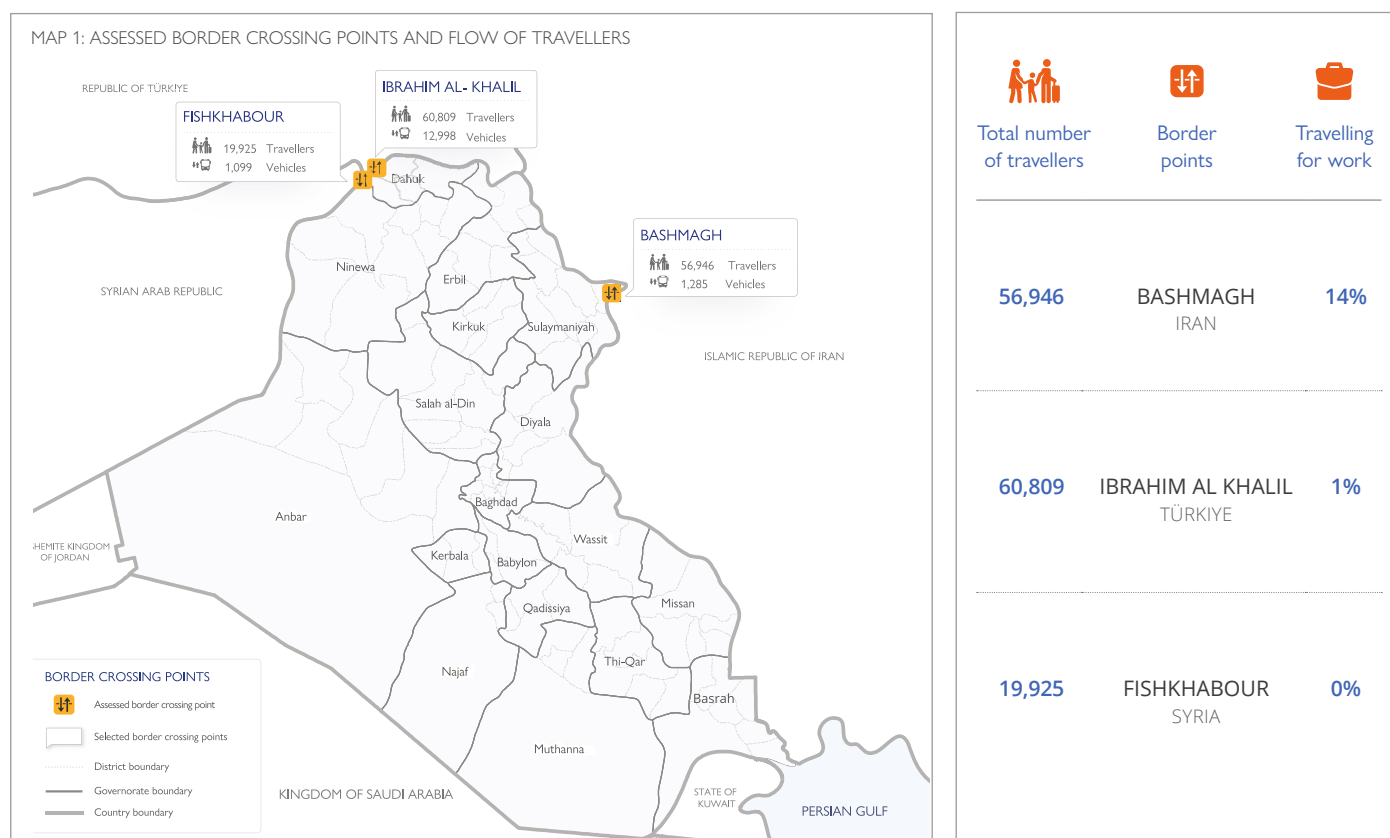 MAP 1: ASSESSED BORDER CROSSING POINTS AND FLOW OF TRAVELLERS
REPUBLIC OF TÜRKIYE
IBRAHIM AL- KHALIL
60,809 Travellers
12,998 Vehicles
FISHKHABOUR
19,925 Travellers
1,099 Vehicles
Dahuk
BASHMAGH
56,946 Travellers
1,285 Vehicles
Ninewa
Erbil
SYRIAN ARAB REPUBLIC
Kirkuk
Sulaymaniyah
ISLAMIC REPUBLIC OF IRAN
Salah al-Din
Diyala
Baghdad
Anbar
Wassit
HEMITE KINGDOM
OF JORDAN
Kerbala
Babylon
Qadissiya
Missan
Najaf
Thi-Qar
Basrah
Muthanna
KINGDOM OF SAUDI ARABIA
STATE OF
KUWAIT
PERSIAN GULF
BORDER CROSSING POINTS
Assessed border crossing point
Selected border crossing points
District boundary
Governorate boundary
Country boundary
Total number
of travellers
Border
points
Travelling
for work
56,946 BASHMAGH 14%
IRAN
60,809 IBRAHIM AL KHALIL 1%
TÜRKIYE
19,925 FISHKHABOUR 0%
SYRIA